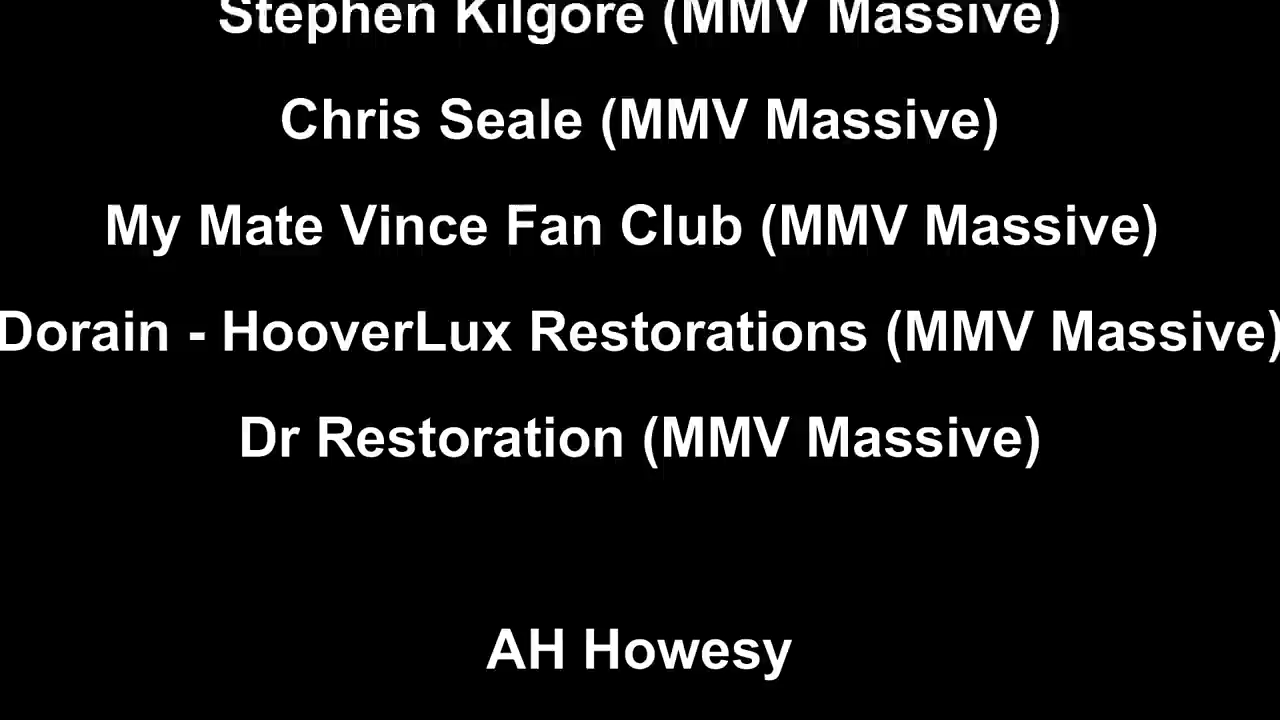 Stephen Kilgore (MMV Massive)
Chris Seale (MMV Massive)
My Mate Vince Fan Club (MMV Massive)
Dorain - HooverLux Restorations (MMV Massive)
Dr Restoration (MMV Massive)
AH Howesy